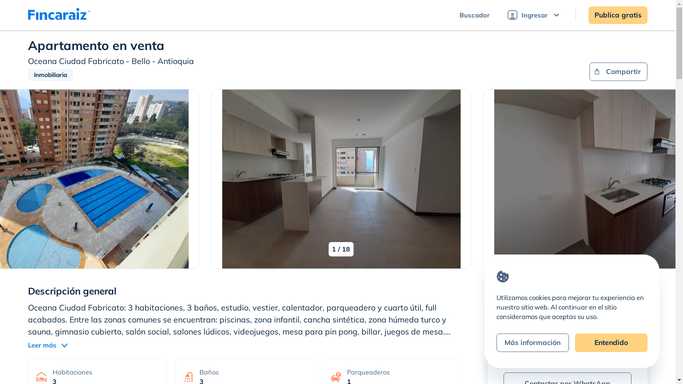 Fincaraiz
Buscador
Ingresar
Publica gratis
Apartamento en venta
Oceana Ciudad Fabricato - Bello - Antioquia
Inmobiliaria
Compartir
1 / 18
Descripción general
Oceana Ciudad Fabricato: 3 habitaciones, 3 baños, estudio, vestier, calentador, parqueadero y cuarto útil, full
acabados. Entre las zonas comunes se encuentran: piscinas, zona infantil, cancha sintética, zona húmeda turco y
sauna, gimnasio cubierto, salón social, salones lúdicos, videojuegos, mesa para pin pong, billar, juegos de mesa....
Leer más
Habitaciones
3
Baños
3
Parqueaderos
1
Utilizamos cookies para mejorar tu experiencia en
nuestro sitio web. Al continuar en el sitio
consideramos que aceptas su uso.
Más información
Entendido
Contactar por WhatsApp